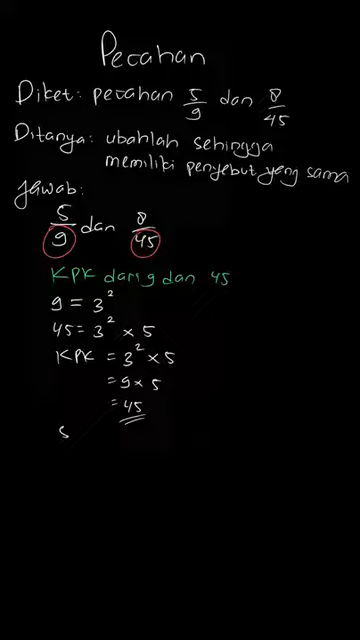 Pecahan
Diket: pecahan 5/9 dan 8/45
Ditanya: ubahlah sehingga
memiliki penyebut yang sama
Jawab:
5/9 dan 8/45
KPK dari 9 dan 45
9 = 3²
45 = 3² × 5
KPK = 3² × 5
= 9 × 5
= 45
5